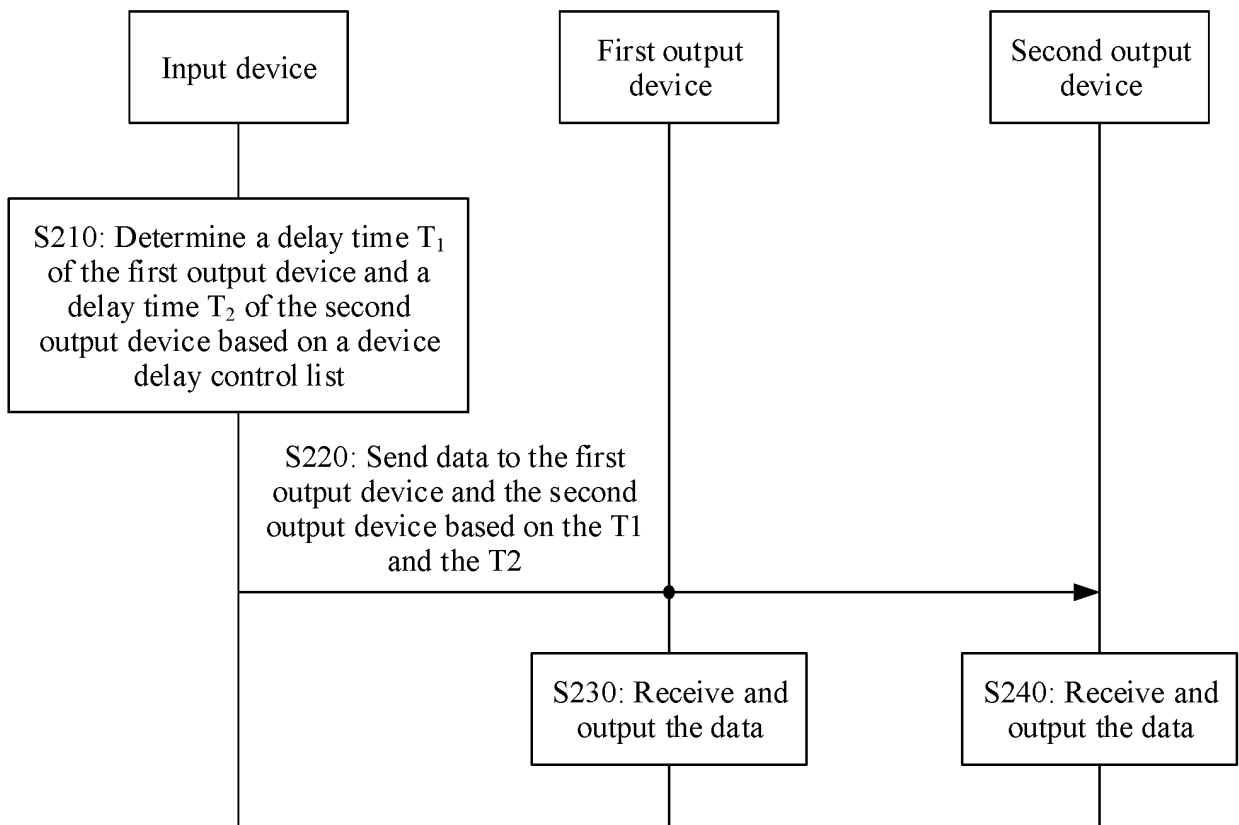 Input device
First output
device
Second output
device
S210: Determine a delay time T₁
of the first output device and a
delay time T₂ of the second
output device based on a device
delay control list
S220: Send data to the first
output device and the second
output device based on the T1
and the T2
S230: Receive and
output the data
S240: Receive and
output the data